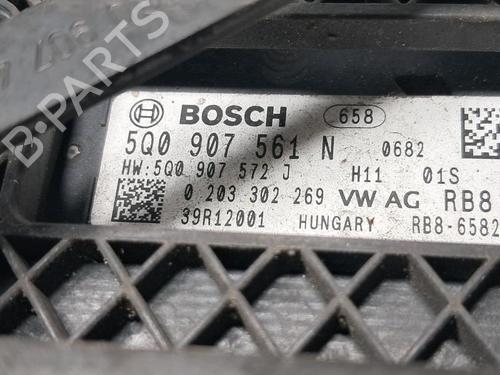 BOSCH 658
5Q0 907 561 N 0682
HW:5Q0 907 572 J H11 01S
0 203 302 269 VW AG RB8
39R12001 HUNGARY RB8-6582
B-PARTS